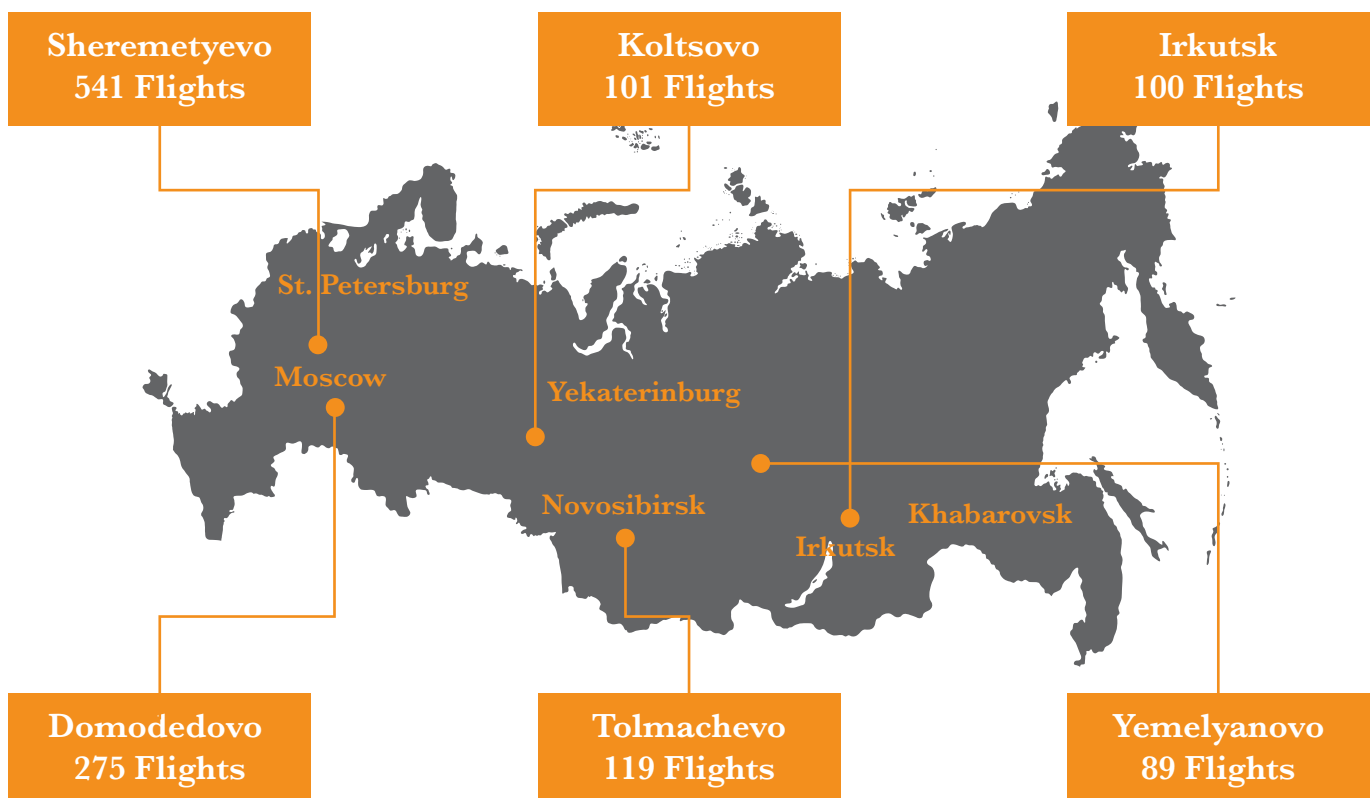 Sheremetyevo
541 Flights
Koltsovo
101 Flights
Irkutsk
100 Flights
St. Petersburg
Moscow
Yekaterinburg
Novosibirsk
Khabarovsk
Irkutsk
Domodedovo
275 Flights
Tolmachevo
119 Flights
Yemelyanovo
89 Flights